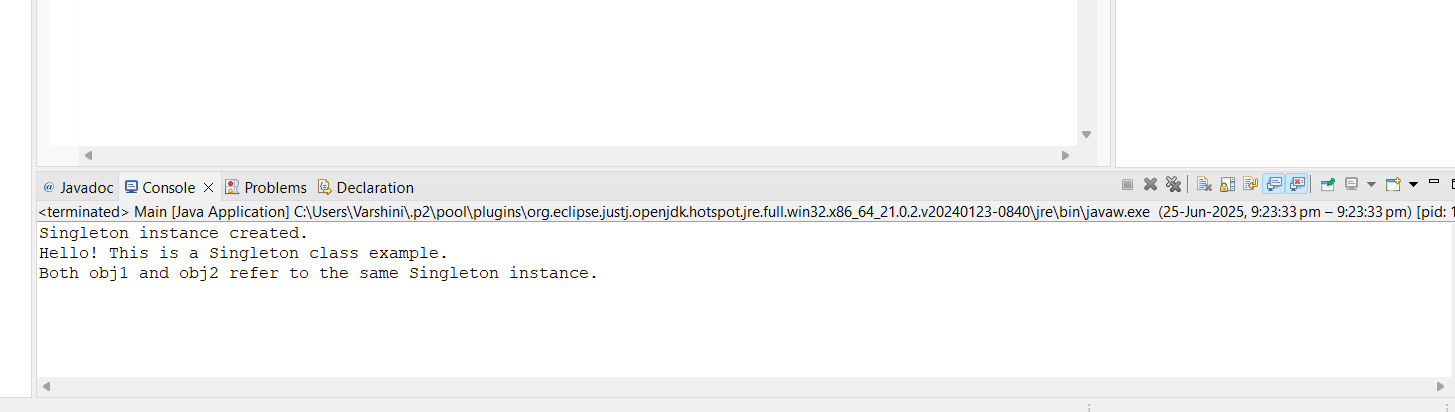 @ Javadoc Console Problems Declaration
<terminated> Main [Java Application] C:\Users\Varshini\.p2\pool\plugins\org.eclipse.justj.openjdk.hotspot.jre.full.win32.x86_64_21.0.2.v20240123-0840\jre\bin\javaw.exe (25-Jun-2025, 9:23:33 pm – 9:23:33 pm) [pid: 1
Singleton instance created.
Hello! This is a Singleton class example.
Both obj1 and obj2 refer to the same Singleton instance.